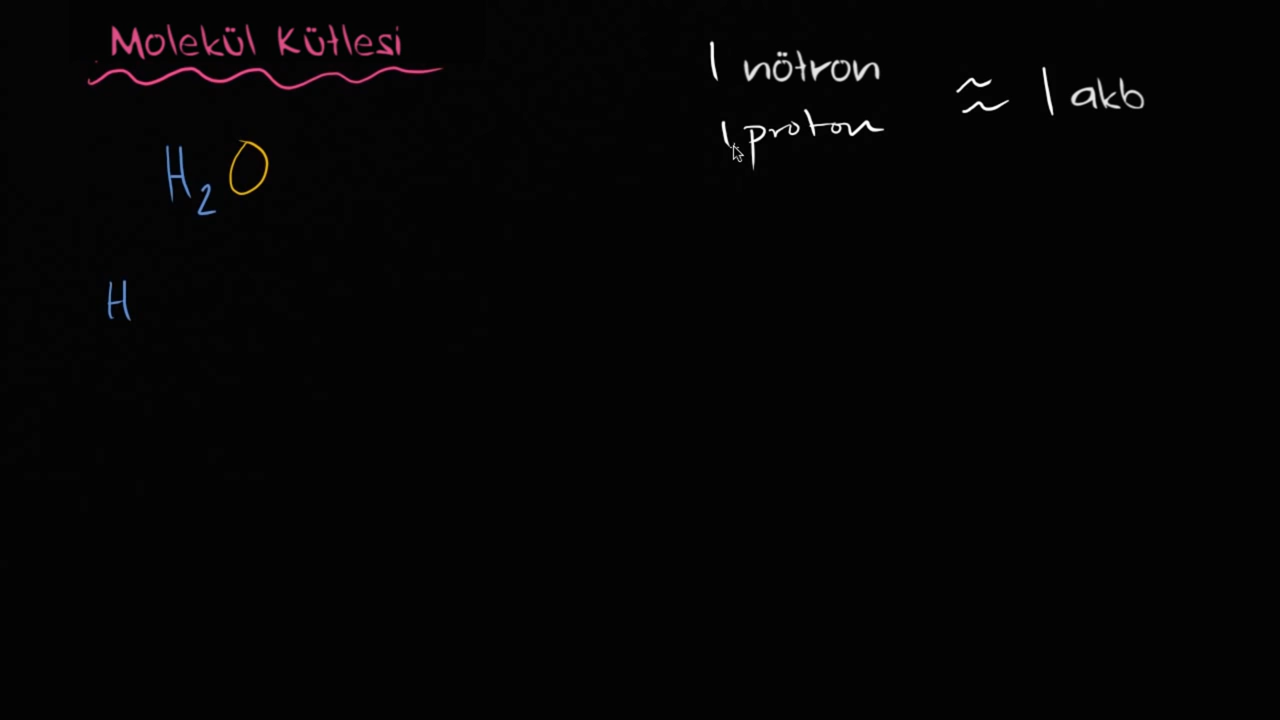 Molekül Kütlesi
1 nötron
1 proton
≈ 1 akb
H₂O
H